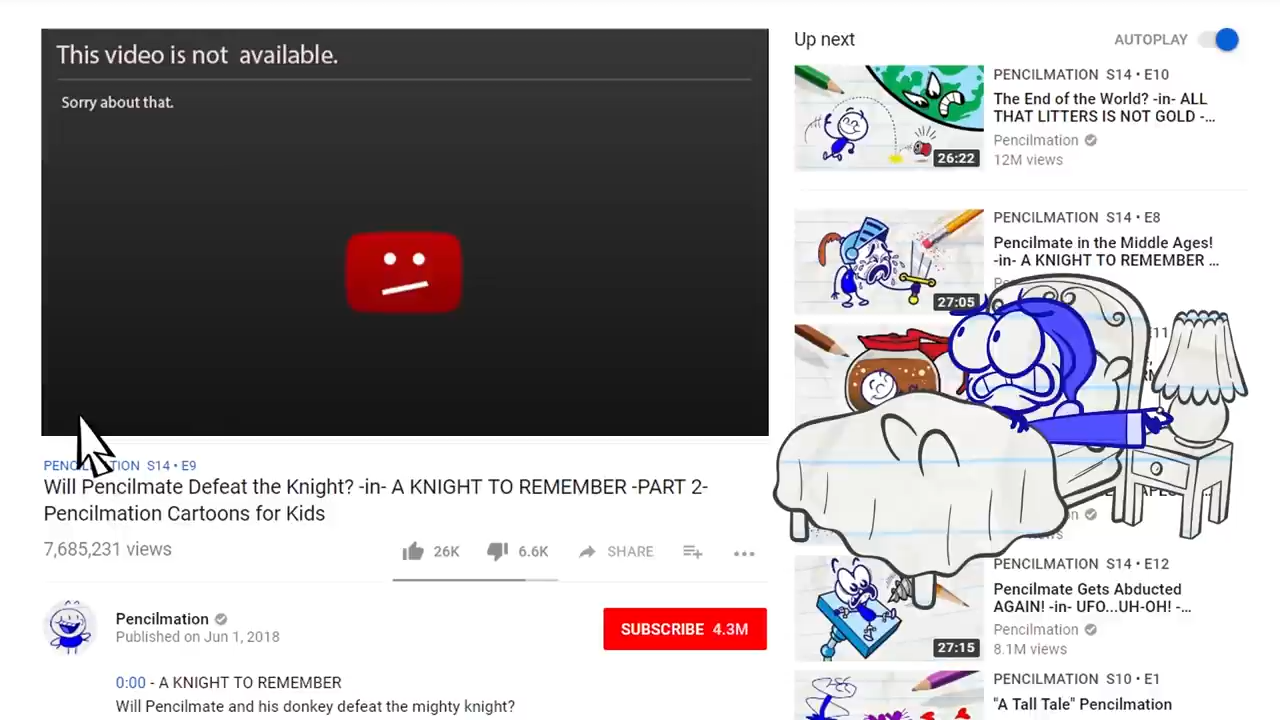 This video is not available.
Sorry about that.
PENCILMATION S14 • E9
Will Pencilmate Defeat the Knight? -in- A KNIGHT TO REMEMBER -PART 2-
Pencilmation Cartoons for Kids
7,685,231 views
26K
6.6K
SHARE
Pencilmation
Published on Jun 1, 2018
SUBSCRIBE 4.3M
0:00 - A KNIGHT TO REMEMBER
Will Pencilmate and his donkey defeat the mighty knight?
Up next
AUTOPLAY
26:22
PENCILMATION S14 • E10
The End of the World? -in- ALL
THAT LITTERS IS NOT GOLD -...
Pencilmation
12M views
27:05
PENCILMATION S14 • E8
Pencilmate in the Middle Ages!
-in- A KNIGHT TO REMEMBER ...
27:15
PENCILMATION S14 • E12
Pencilmate Gets Abducted
AGAIN! -in- UFO...UH-OH! -...
Pencilmation
8.1M views
PENCILMATION S10 • E1
"A Tall Tale" Pencilmation